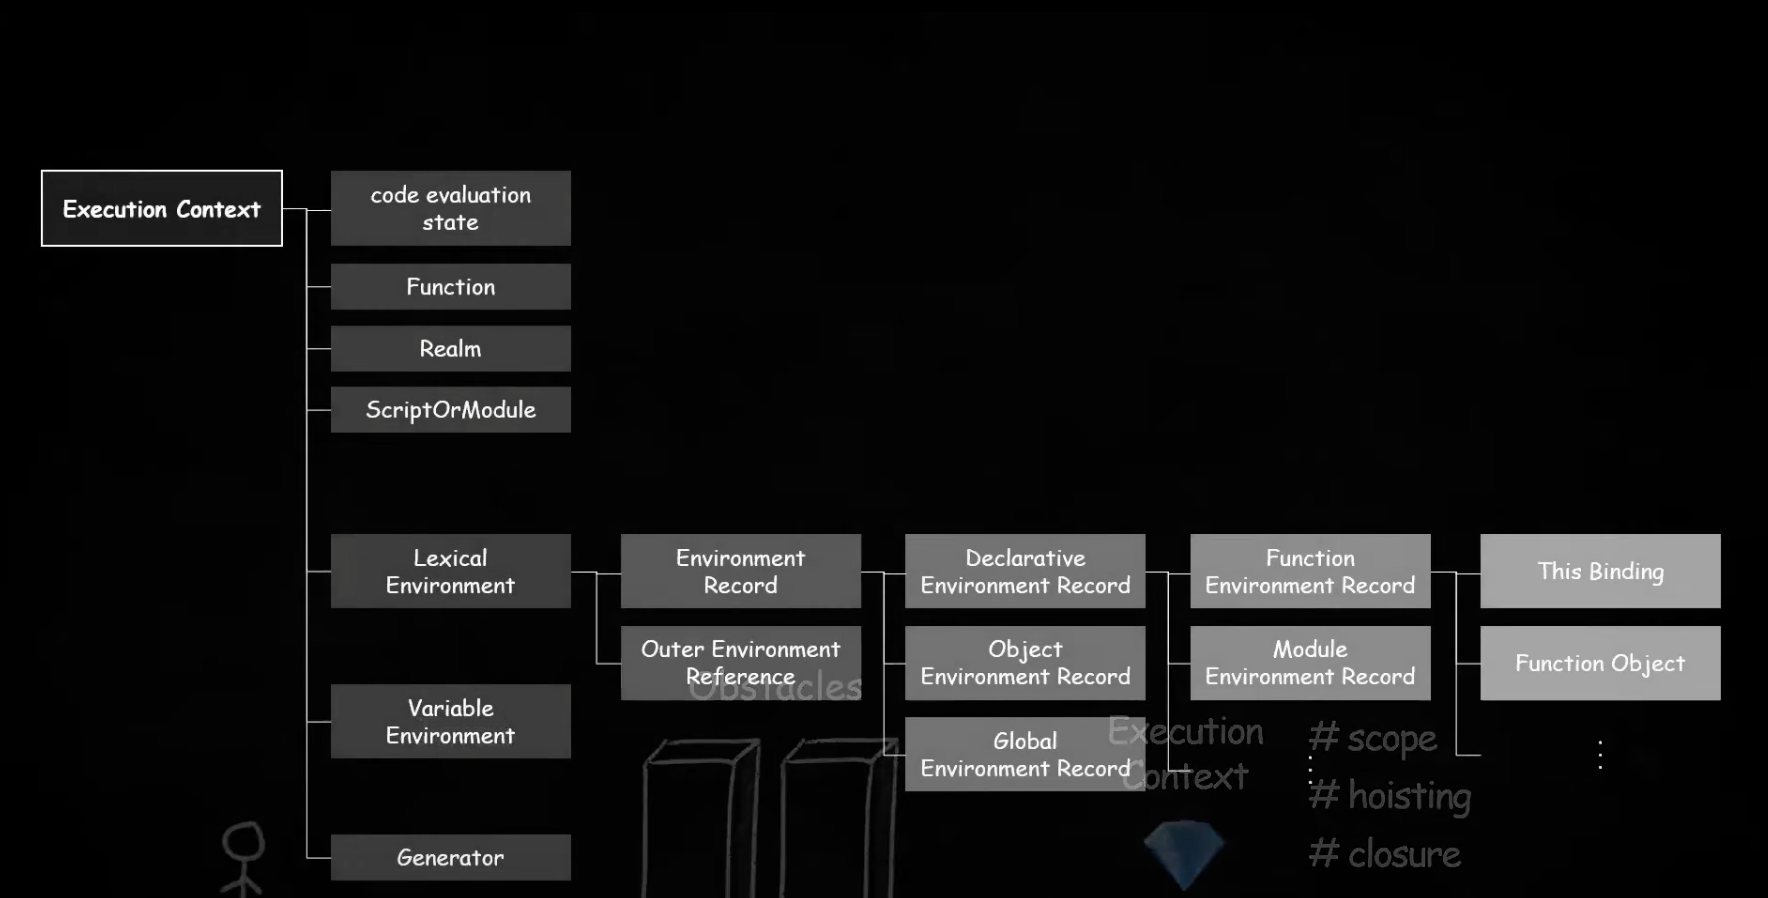 Execution Context
code evaluation
state
Function
Realm
ScriptOrModule
Lexical
Environment
Environment
Record
Declarative
Environment Record
Function
Environment Record
This Binding
Outer Environment
Reference
Object
Environment Record
Module
Environment Record
Function Object
Obstacles
Variable
Environment
Global
Environment Record
Execution
Context
# scope
# hoisting
# closure
Generator